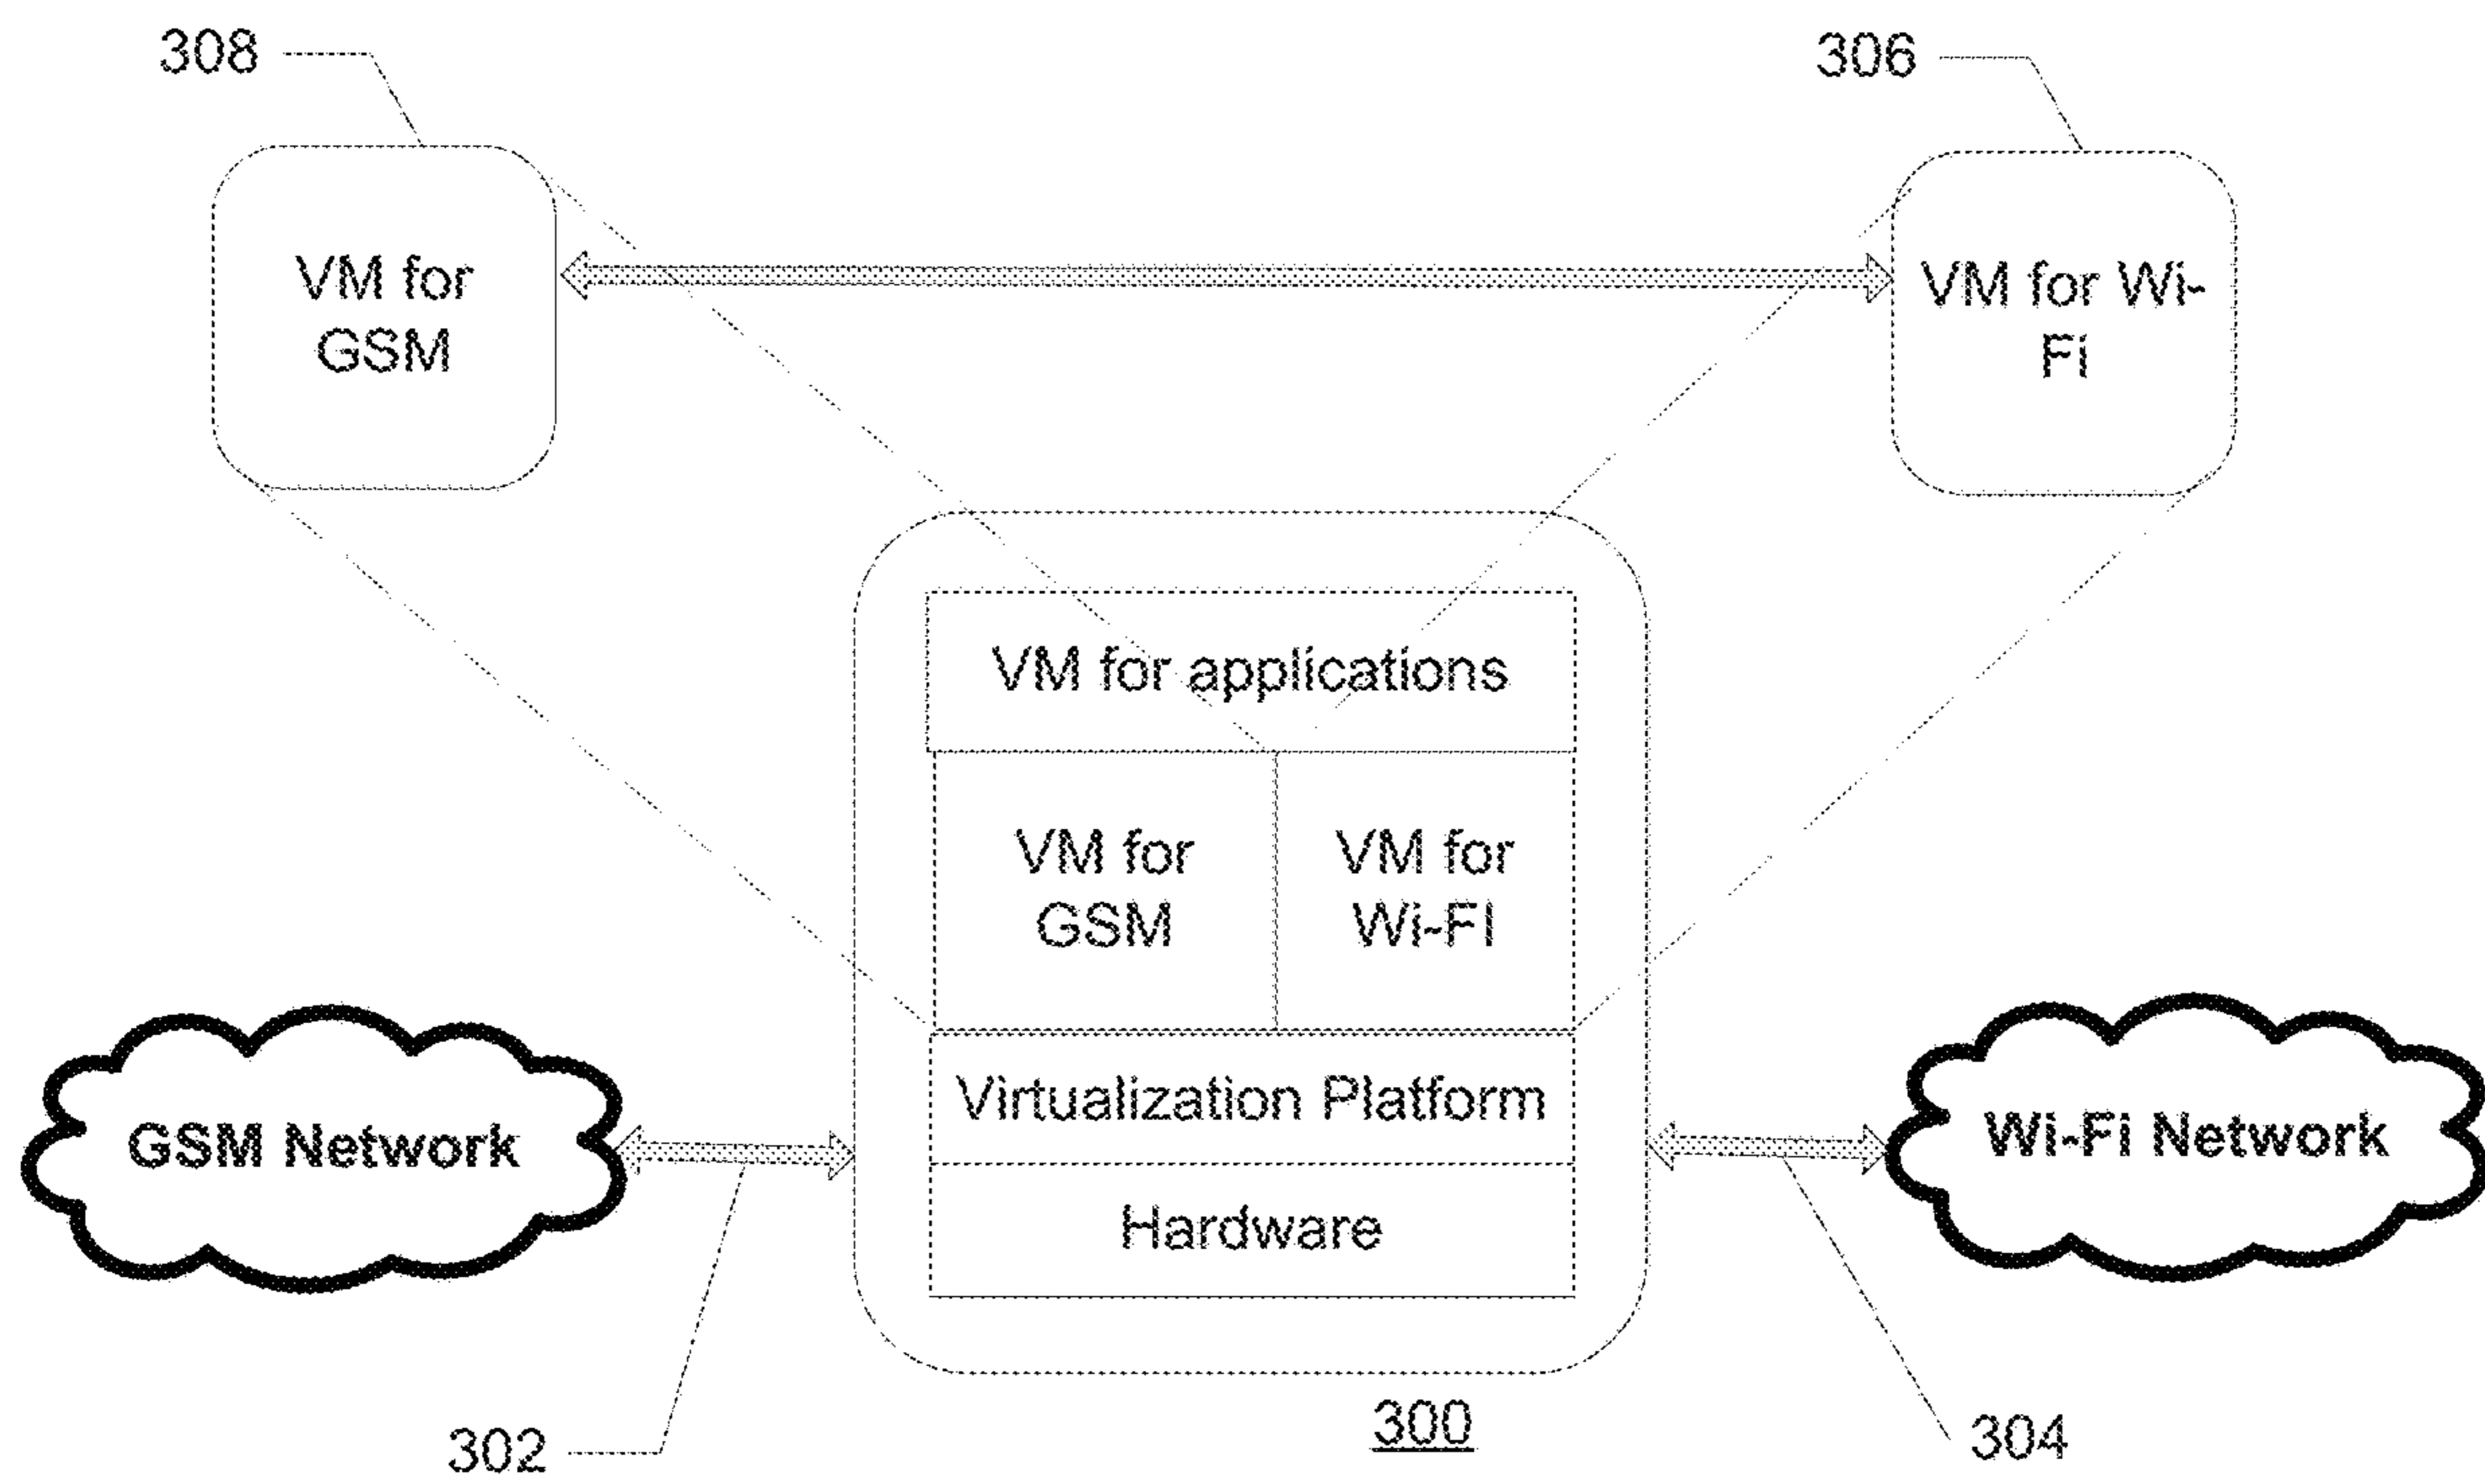 308
306
VM for
GSM
VM for Wi-
Fi
VM for applications
VM for
GSM
VM for
Wi-FI
Virtualization Platform
Hardware
GSM Network
Wi-Fi Network
302
300
304